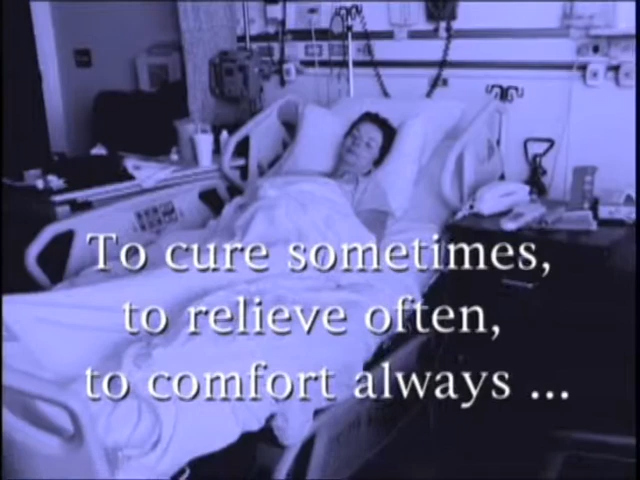 To cure sometimes,
to relieve often,
to comfort always ...